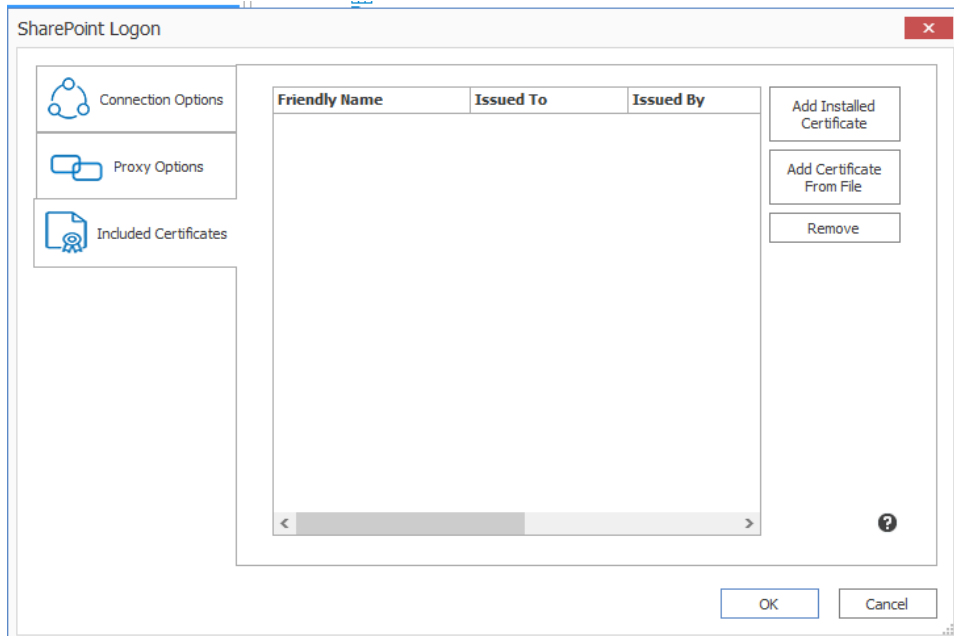 SharePoint Logon
Connection Options
Proxy Options
Included Certificates
Friendly Name Issued To Issued By
Add Installed
Certificate
Add Certificate
From File
Remove
OK Cancel